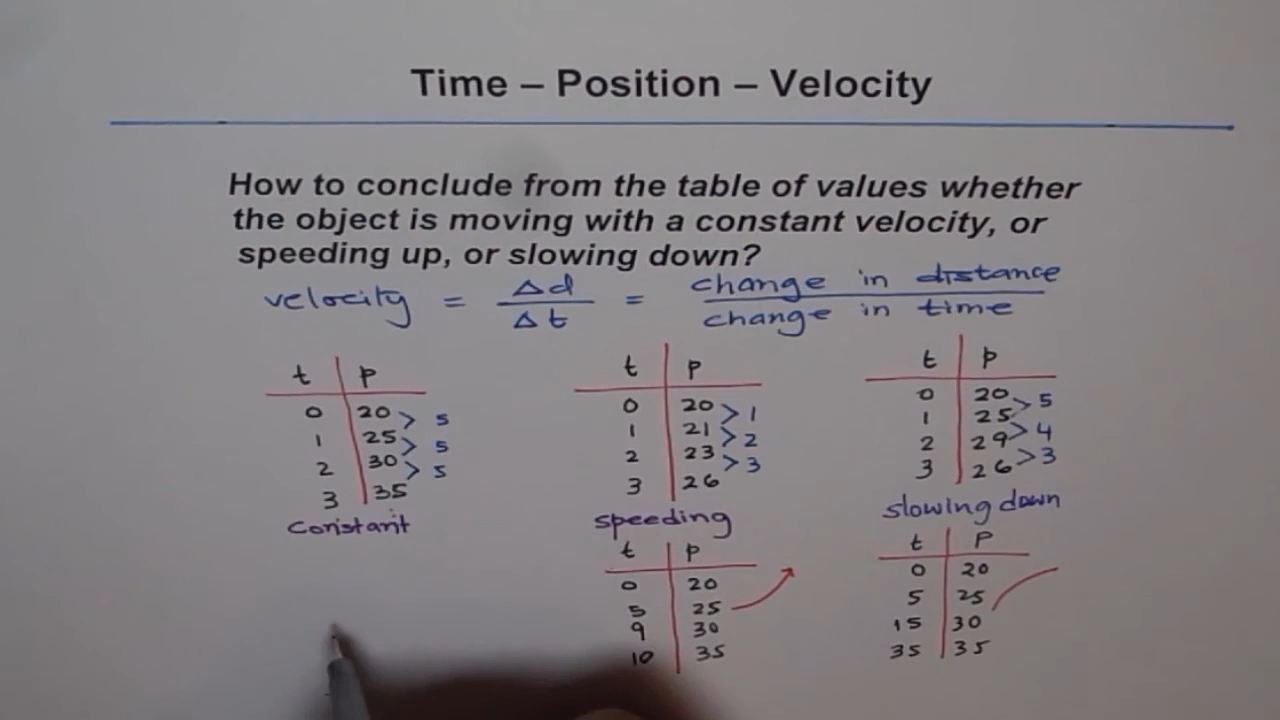 Time – Position – Velocity
How to conclude from the table of values whether
the object is moving with a constant velocity, or
speeding up, or slowing down?
velocity = Δd / Δt = change in distance / change in time
t p
0 20
1 25
2 30
3 35
> 5
> 5
> 5
Constant
t p
0 20
1 21
2 23
3 26
> 1
> 2
> 3
speeding
t p
0 20
5 25
9 30
10 35
t p
0 20
1 25
2 29
3 26
> 5
> 4
> 3
slowing down
t p
0 20
5 25
15 30
35 35